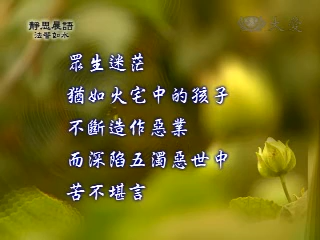 靜思晨語
法譬如水
大愛
眾生迷茫
猶如火宅中的孩子
不斷造作惡業
而深陷五濁惡世中
苦不堪言